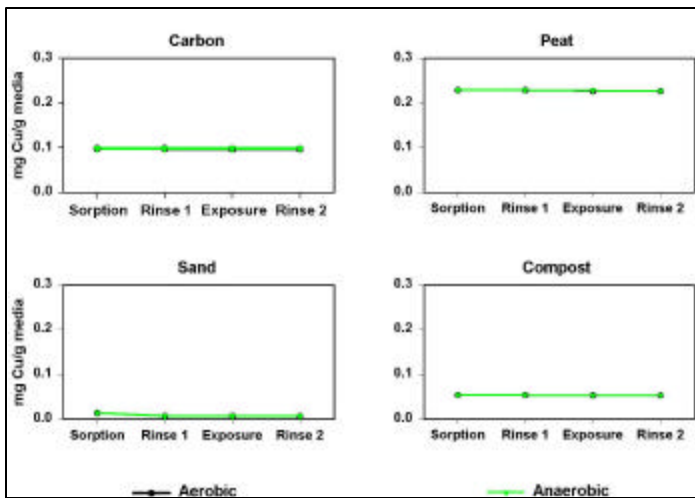 Carbon
Peat
mg Cu/g media
0.3
0.2
0.1
0.0
Sorption Rinse 1 Exposure Rinse 2
0.3
0.2
0.1
0.0
Sorption Rinse 1 Exposure Rinse 2
Sand
Compost
mg Cu/g media
0.3
0.2
0.1
0.0
Sorption Rinse 1 Exposure Rinse 2
0.3
0.2
0.1
0.0
Sorption Rinse 1 Exposure Rinse 2
Aerobic
Anaerobic